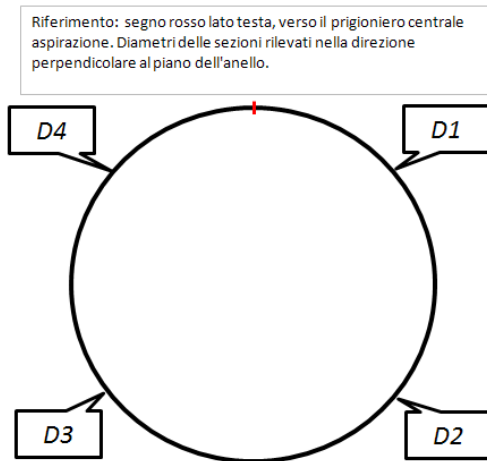 Riferimento: segno rosso lato testa, verso il prigioniero centrale
aspirazione. Diametri delle sezioni rilevati nella direzione
perpendicolare al piano dell'anello.
D4
D1
D3
D2